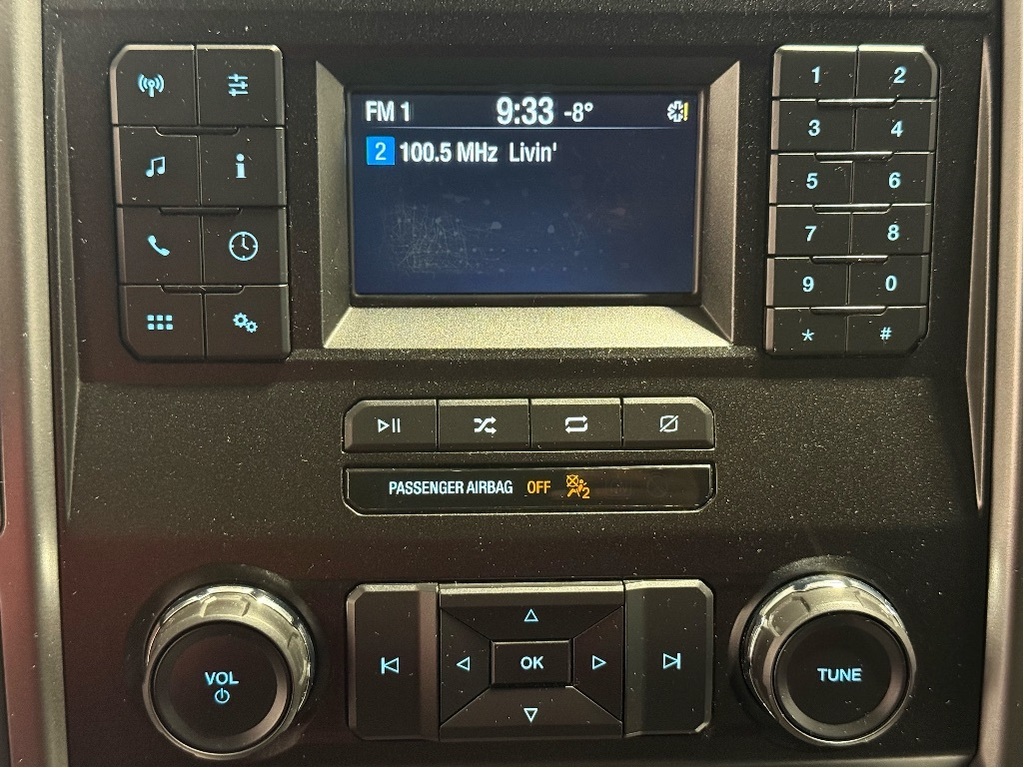 FM 1 9:33 -8°
2 100.5 MHz Livin'
1 2
3 4
5 6
7 8
9 0
* #
PASSENGER AIRBAG OFF 2
VOL
OK
TUNE